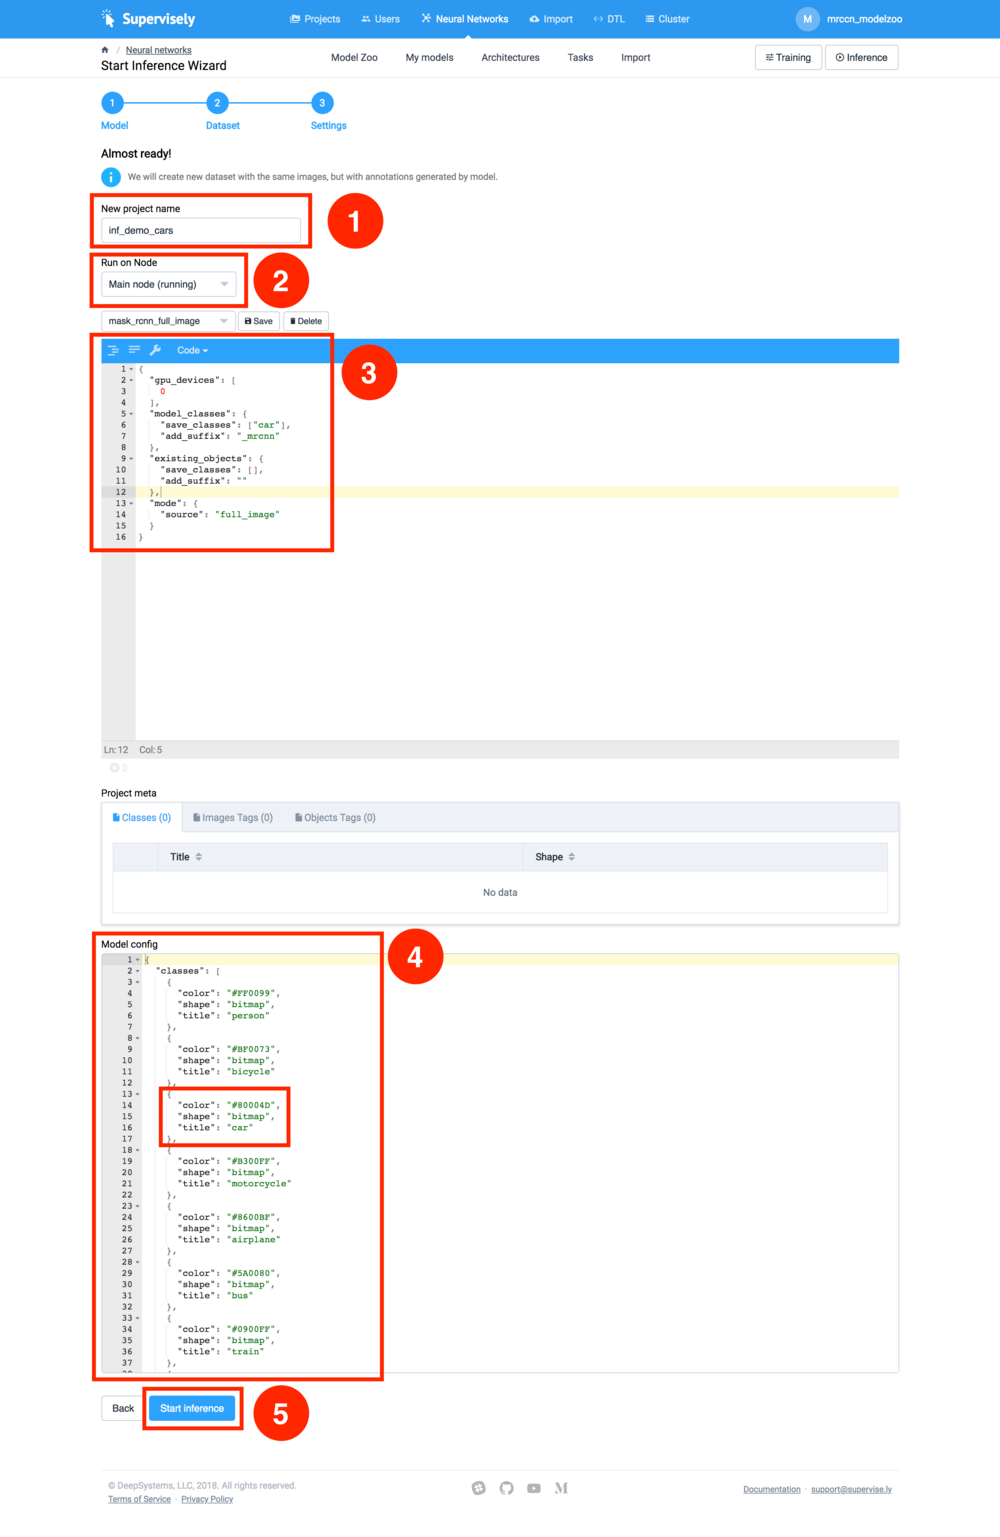 Supervisely
Projects Users Neural Networks Import DTL Cluster
M mrccn_modelzoo
/ Neural networks
Start Inference Wizard
Model Zoo My models Architectures Tasks Import
Training Inference
1 2 3
Model Dataset Settings
Almost ready!
We will create new dataset with the same images, but with annotations generated by model.
New project name
inf_demo_cars
1
Run on Node
Main node (running)
2
mask_rcnn_full_image Save Delete
Code
3
1 {
2 "gpu_devices": [
3 0
4 ],
5 "model_classes": {
6 "save_classes": ["car"],
7 "add_suffix": "_mrcnn"
8 },
9 "existing_objects": {
10 "save_classes": [],
11 "add_suffix": ""
12 },
13 "mode": {
14 "source": "full_image"
15 }
16 }
Ln: 12 Col: 5
0
Project meta
Classes (0) Images Tags (0) Objects Tags (0)
Title Shape
No data
Model config
4
1 {
2 "classes": [
3 {
4 "color": "#FF0099",
5 "shape": "bitmap",
6 "title": "person"
7 },
8 {
9 "color": "#BF0073",
10 "shape": "bitmap",
11 "title": "bicycle"
12 },
13 {
14 "color": "#80004D",
15 "shape": "bitmap",
16 "title": "car"
17 },
18 {
19 "color": "#B300FF",
20 "shape": "bitmap",
21 "title": "motorcycle"
22 },
23 {
24 "color": "#8600BF",
25 "shape": "bitmap",
26 "title": "airplane"
27 },
28 {
29 "color": "#5A0080",
30 "shape": "bitmap",
31 "title": "bus"
32 },
33 {
34 "color": "#0900FF",
35 "shape": "bitmap",
36 "title": "train"
37 },
Back Start inference
5
© DeepSystems, LLC, 2018. All rights reserved.
Terms of Service · Privacy Policy
Documentation · support@supervise.ly